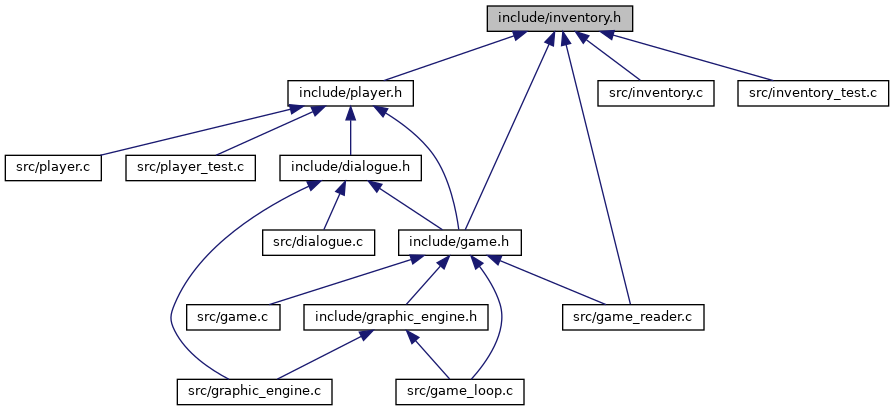 include/inventory.h
include/player.h
src/inventory.c
src/inventory_test.c
src/player.c
src/player_test.c
include/dialogue.h
src/dialogue.c
include/game.h
src/game.c
include/graphic_engine.h
src/game_reader.c
src/graphic_engine.c
src/game_loop.c